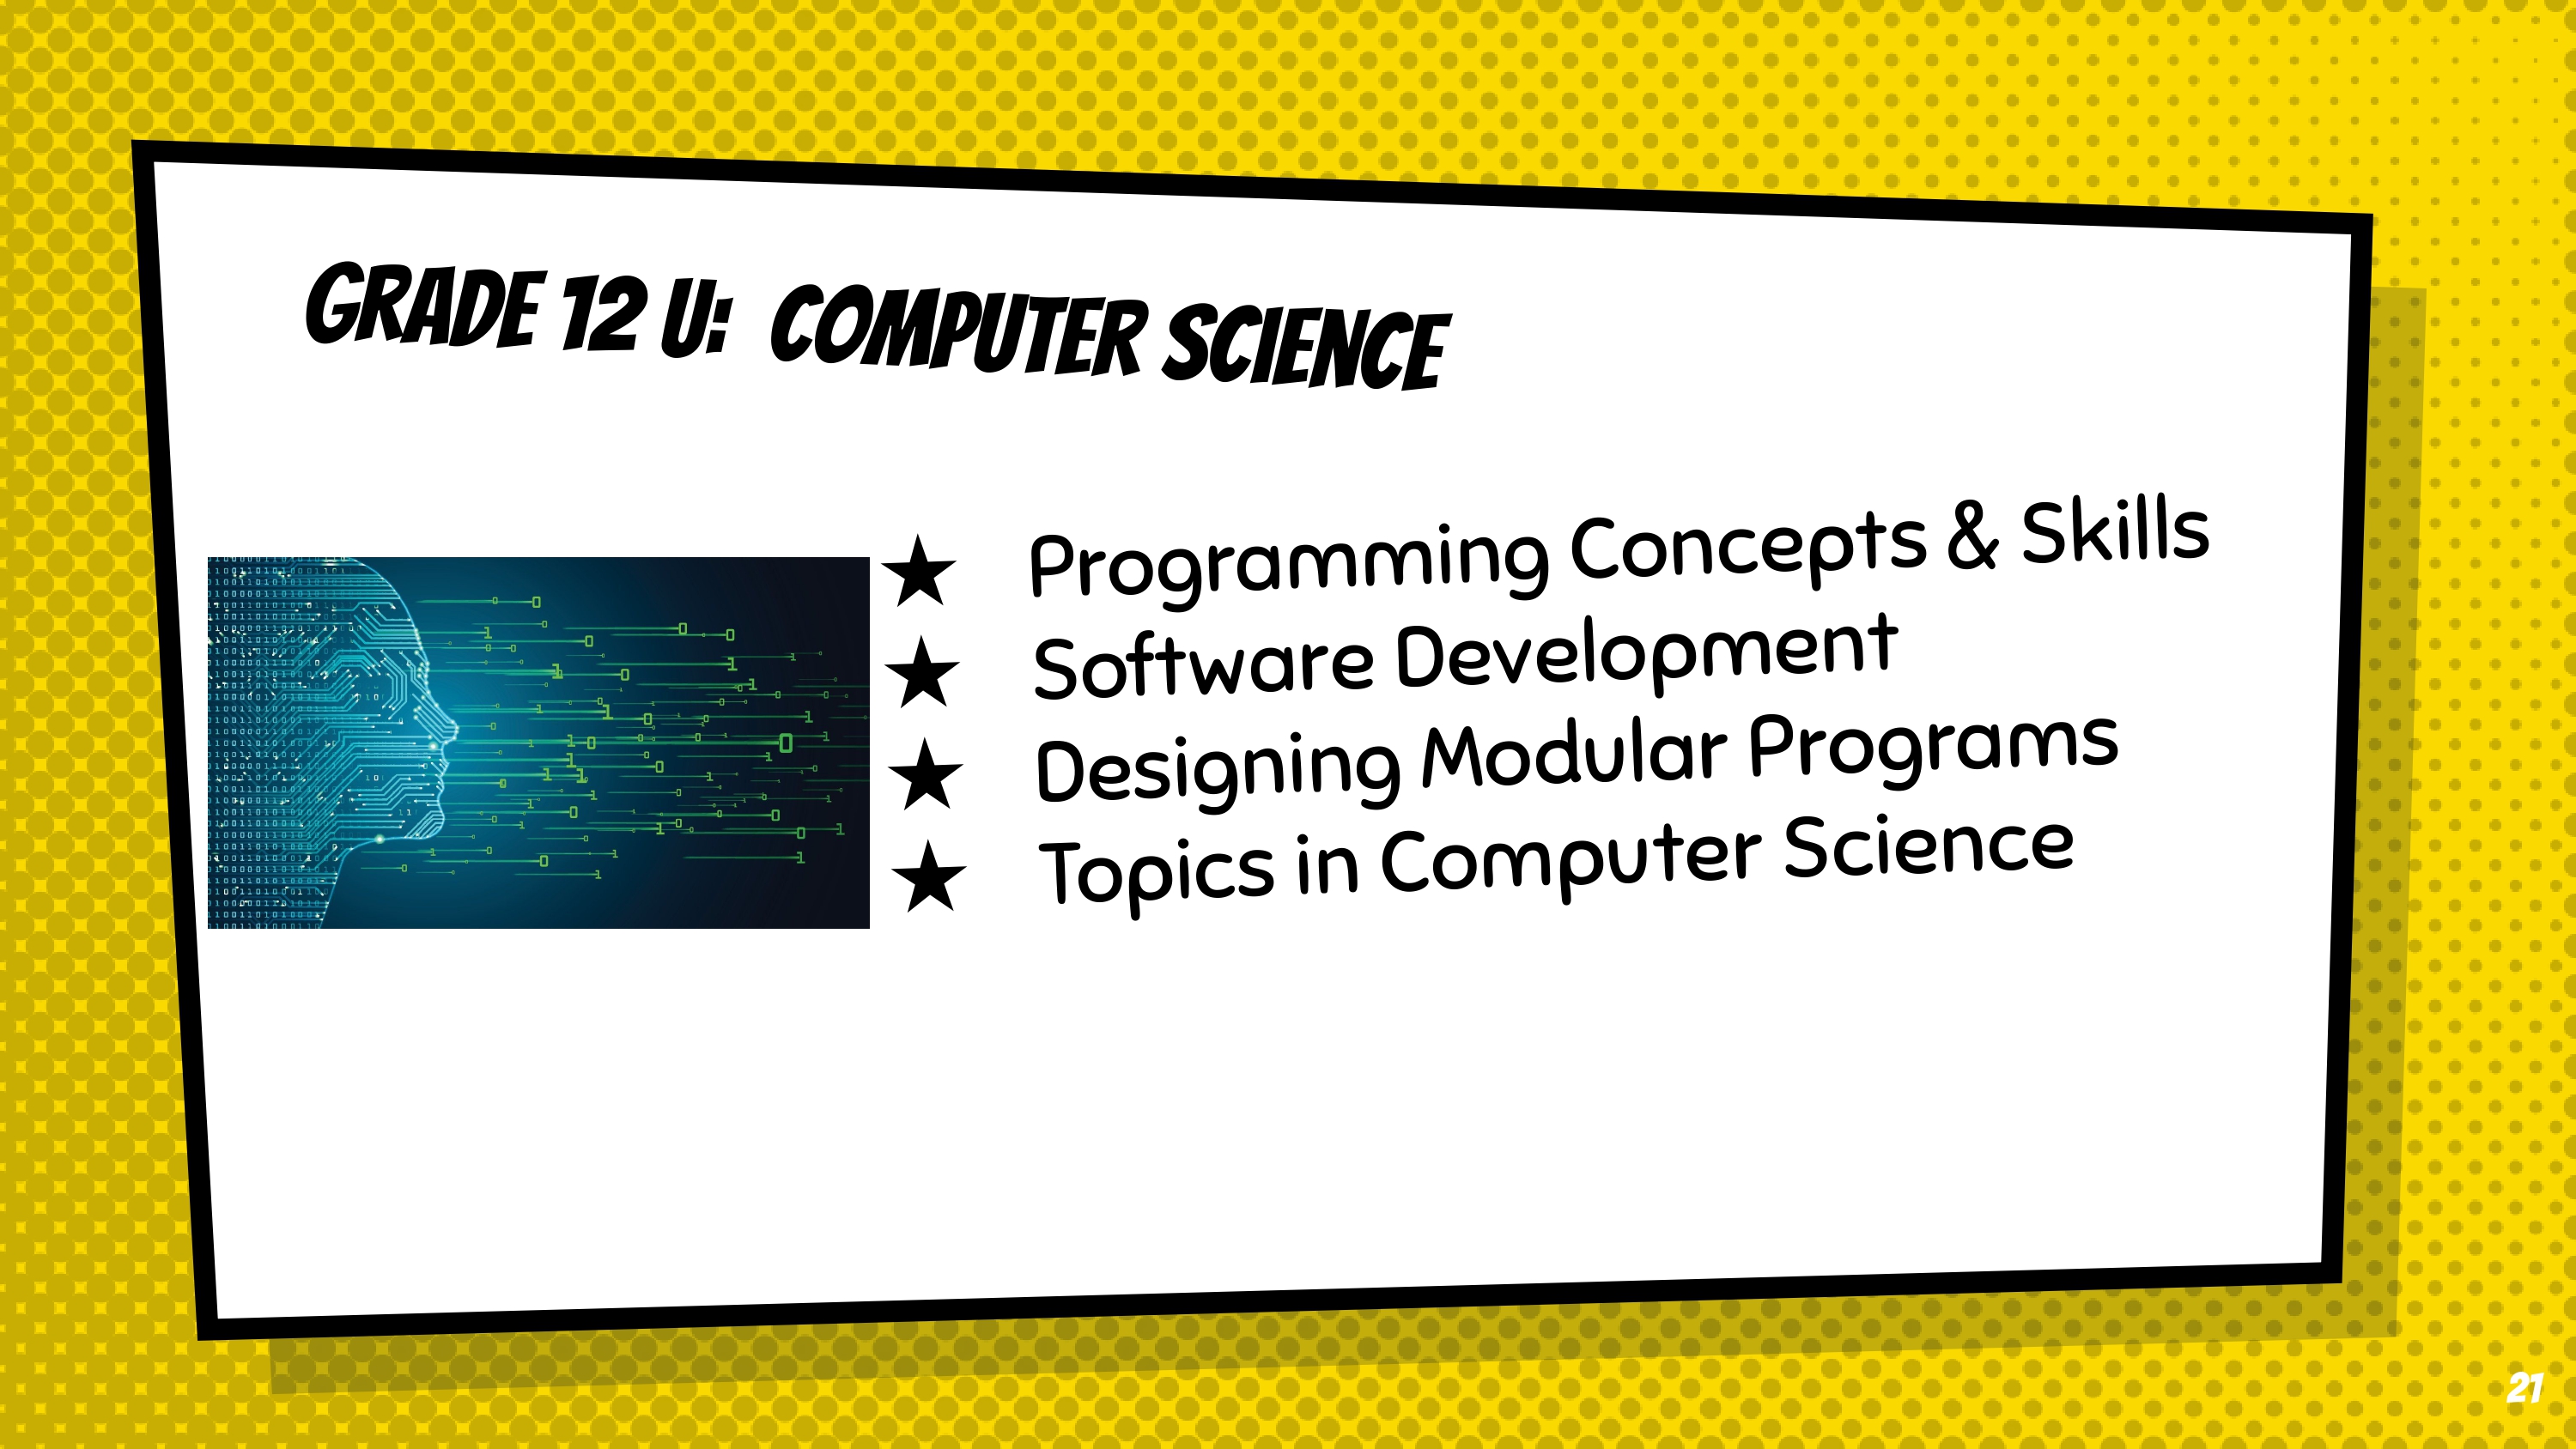 GRADE 12 U: COMPUTER SCIENCE
★ Programming Concepts & Skills
★ Software Development
★ Designing Modular Programs
★ Topics in Computer Science
21